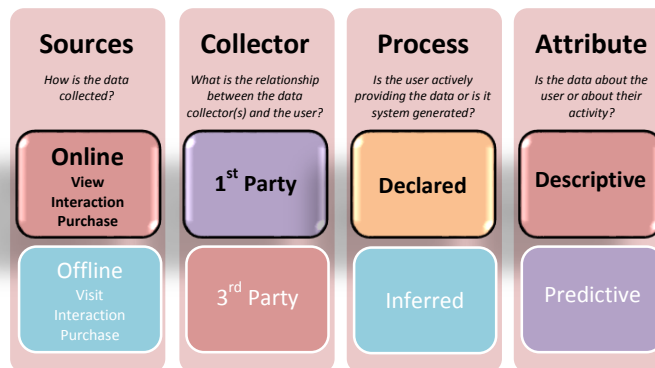 Sources
How is the data
collected?
Online
View
Interaction
Purchase
Offline
Visit
Interaction
Purchase
Collector
What is the relationship
between the data
collector(s) and the user?
1st Party
3rd Party
Process
Is the user actively
providing the data or is it
system generated?
Declared
Inferred
Attribute
Is the data about the
user or about their
activity?
Descriptive
Predictive